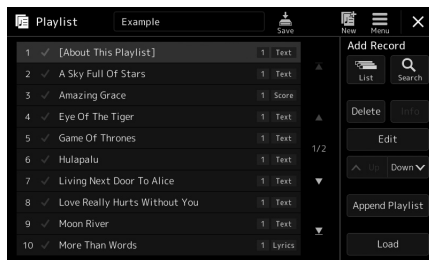 Playlist
Example
Save
New
Menu
1 [About This Playlist] 1 Text
2 A Sky Full Of Stars 1 Text
3 Amazing Grace 1 Score
4 Eye Of The Tiger 1 Text
5 Game Of Thrones 1 Text
6 Hulapalu 1 Text
7 Living Next Door To Alice 1 Text
8 Love Really Hurts Without You 1 Text
9 Moon River 1 Text
10 More Than Words 1 Lyrics
1/2
Add Record
List
Search
Delete
Info
Edit
Up
Down
Append Playlist
Load